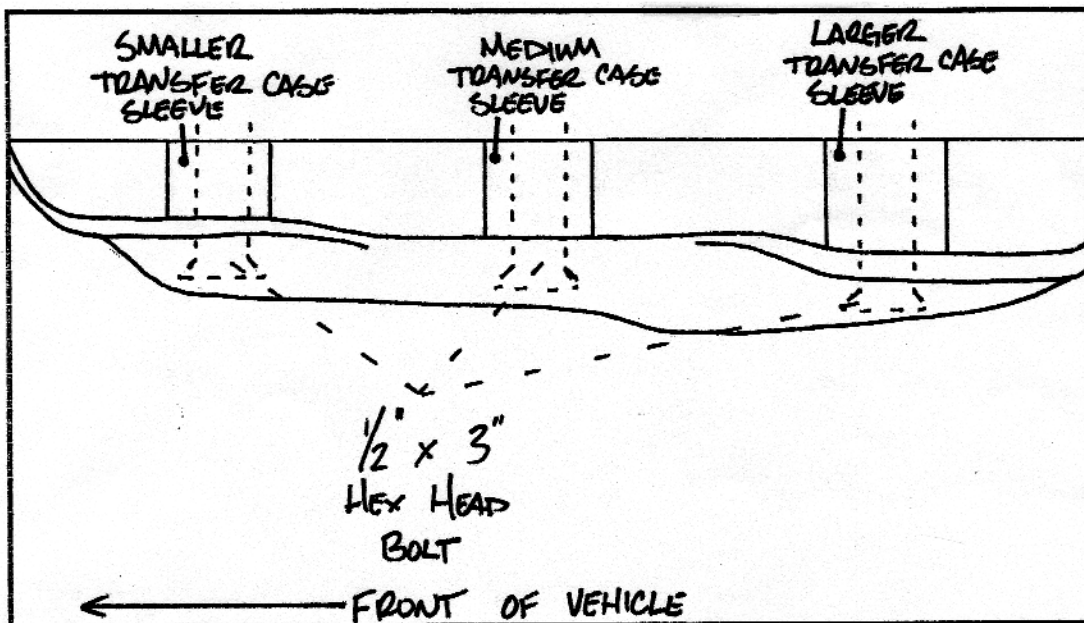 SMALLER
TRANSFER CASE
SLEEVE
MEDIUM
TRANSFER CASE
SLEEVE
LARGER
TRANSFER CASE
SLEEVE
1/2" x 3"
HEX HEAD
BOLT
FRONT OF VEHICLE